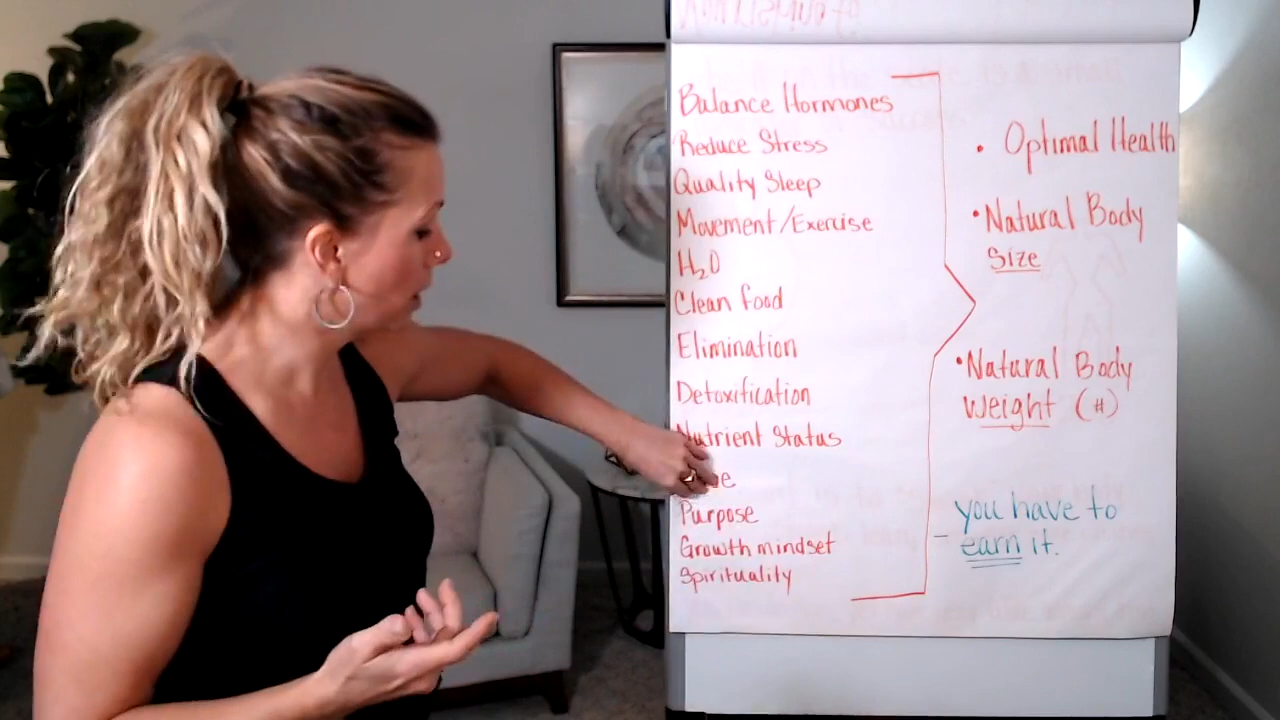 Balance Hormones
Reduce Stress
Quality Sleep
Movement/Exercise
H₂O
Clean food
Elimination
Detoxification
Nutrient Status
Purpose
Growth mindset
Spirituality
• Optimal Health
• Natural Body
Size
• Natural Body
Weight (#)
- you have to
earn it.